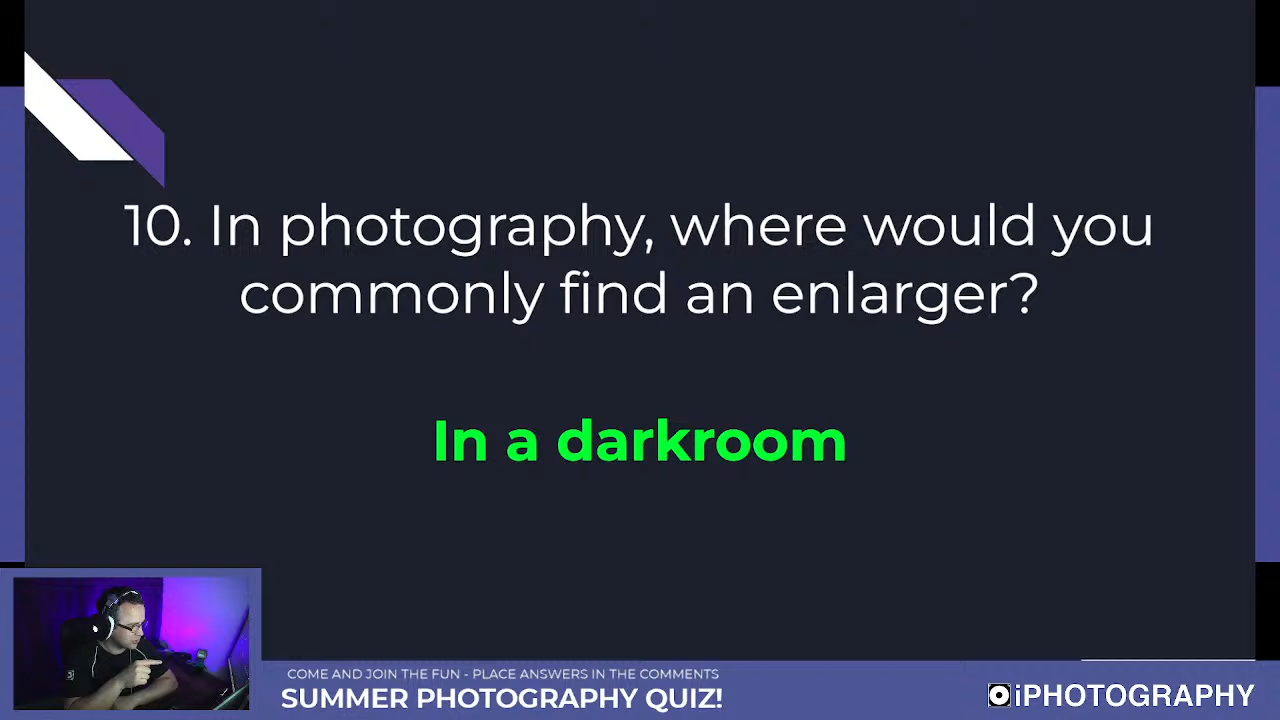 10. In photography, where would you
commonly find an enlarger?
In a darkroom
COME AND JOIN THE FUN - PLACE ANSWERS IN THE COMMENTS
SUMMER PHOTOGRAPHY QUIZ!
iPHOTOGRAPHY